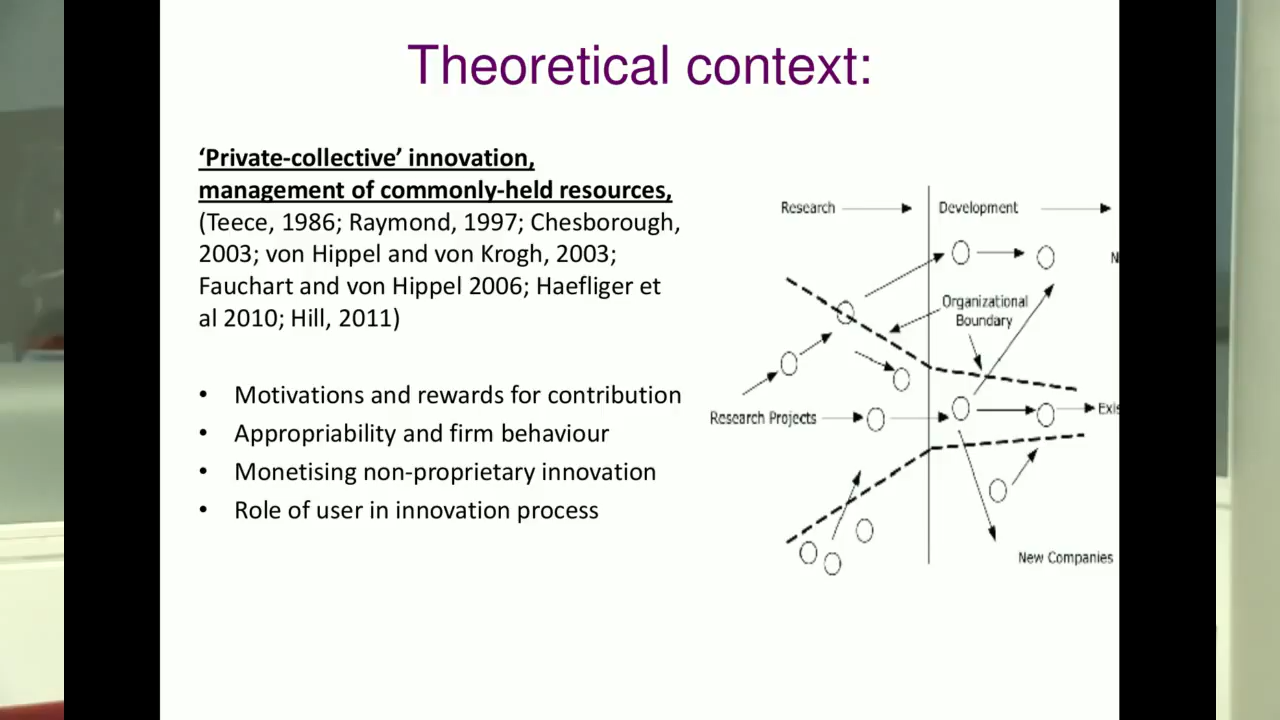 Theoretical context:
‘Private-collective’ innovation,
management of commonly-held resources,
(Teece, 1986; Raymond, 1997; Chesborough,
2003; von Hippel and von Krogh, 2003;
Fauchart and von Hippel 2006; Haefliger et
al 2010; Hill, 2011)
• Motivations and rewards for contribution
• Appropriability and firm behaviour
• Monetising non-proprietary innovation
• Role of user in innovation process
Research
Development
N
Organizational
Boundary
Research Projects
Exis
New Companies